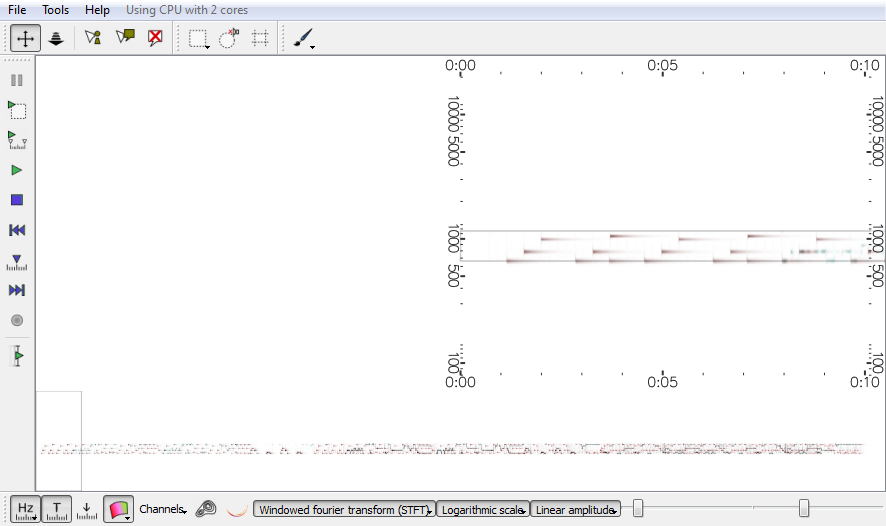 File Tools Help Using CPU with 2 cores
0:00 0:05 0:10
10000 10000
5000 5000
1000 1000
500 500
100 100
0:00 0:05 0:10
Hz T Channels Windowed fourier transform (STFT) Logarithmic scale Linear amplitude